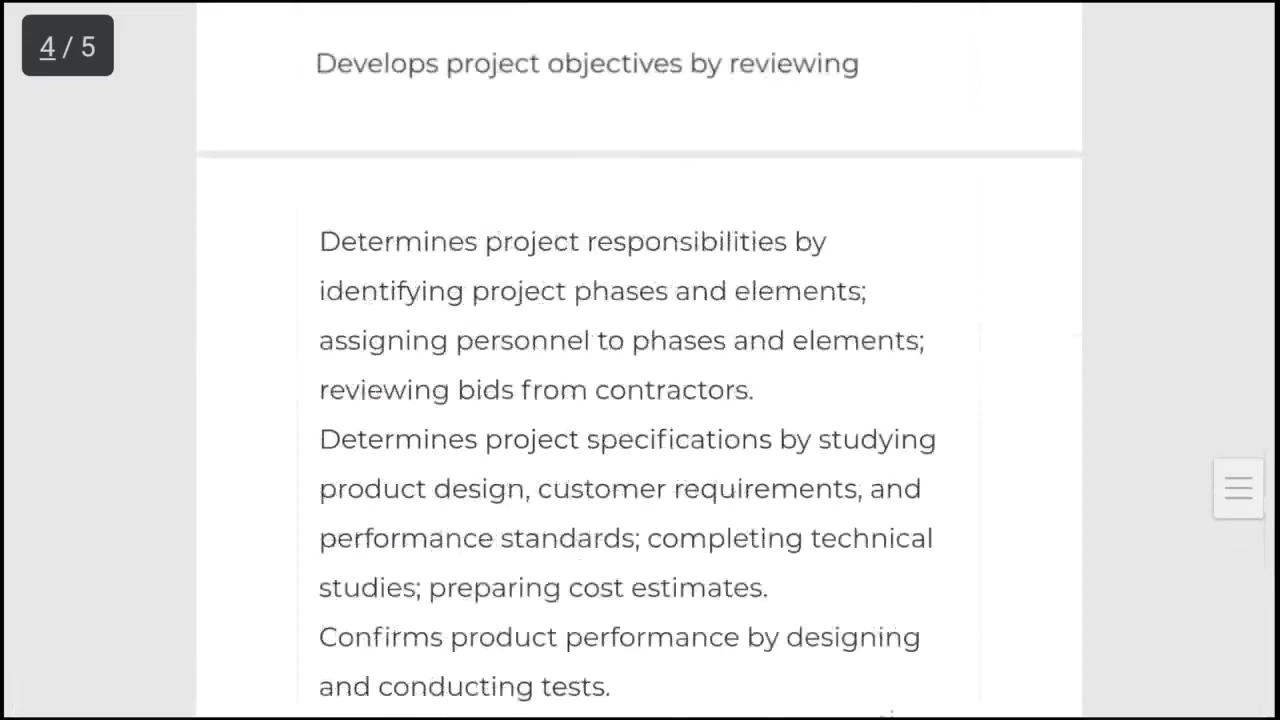 4 / 5
Develops project objectives by reviewing
Determines project responsibilities by
identifying project phases and elements;
assigning personnel to phases and elements;
reviewing bids from contractors.
Determines project specifications by studying
product design, customer requirements, and
performance standards; completing technical
studies; preparing cost estimates.
Confirms product performance by designing
and conducting tests.